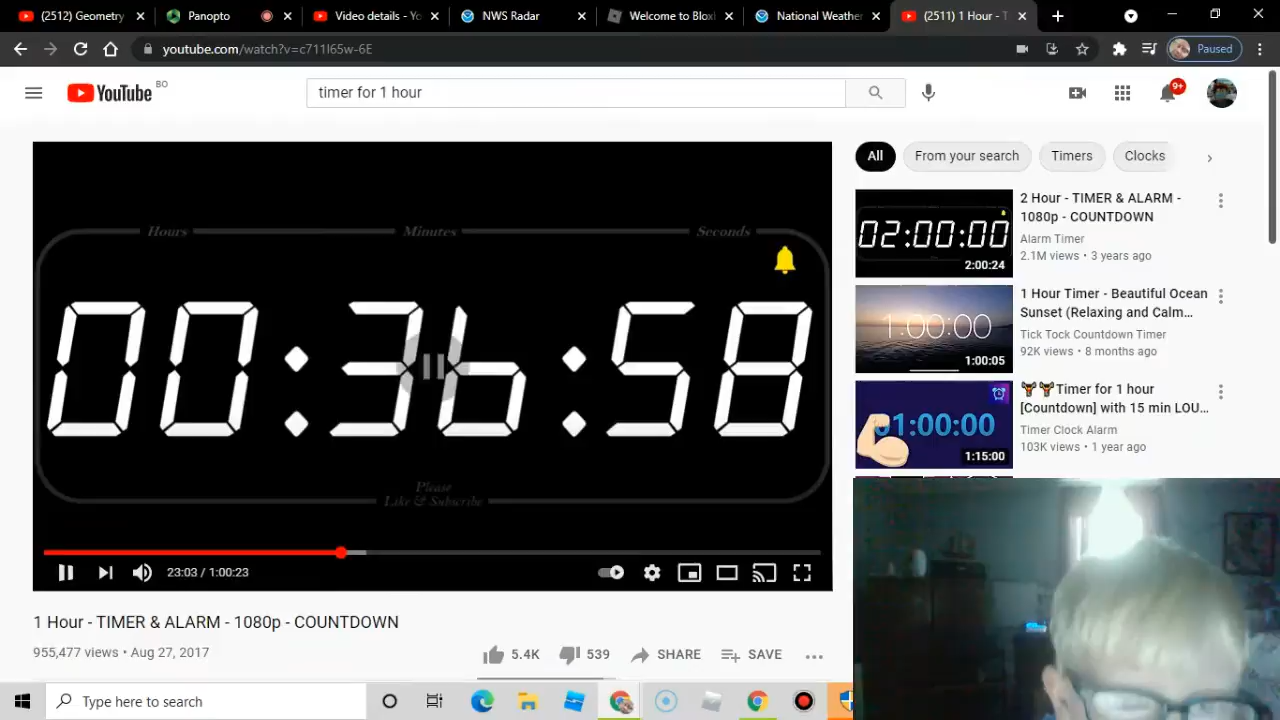 (2512) Geometry
Panopto
Video details - Yo
NWS Radar
Welcome to Blox
National Weathe
(2511) 1 Hour - T
youtube.com/watch?v=c711l65w-6E
Paused
YouTube BO
timer for 1 hour
9+
Hours
Minutes
Seconds
00:36:58
Please
Like & Subscribe
23:03 / 1:00:23
1 Hour - TIMER & ALARM - 1080p - COUNTDOWN
955,477 views • Aug 27, 2017
5.4K
539
SHARE
SAVE
All
From your search
Timers
Clocks
02:00:00
2:00:24
2 Hour - TIMER & ALARM -
1080p - COUNTDOWN
Alarm Timer
2.1M views • 3 years ago
1:00:00
1:00:05
1 Hour Timer - Beautiful Ocean
Sunset (Relaxing and Calm...
Tick Tock Countdown Timer
92K views • 8 months ago
01:00:00
1:15:00
Timer for 1 hour
[Countdown] with 15 min LOU...
Timer Clock Alarm
103K views • 1 year ago
Type here to search